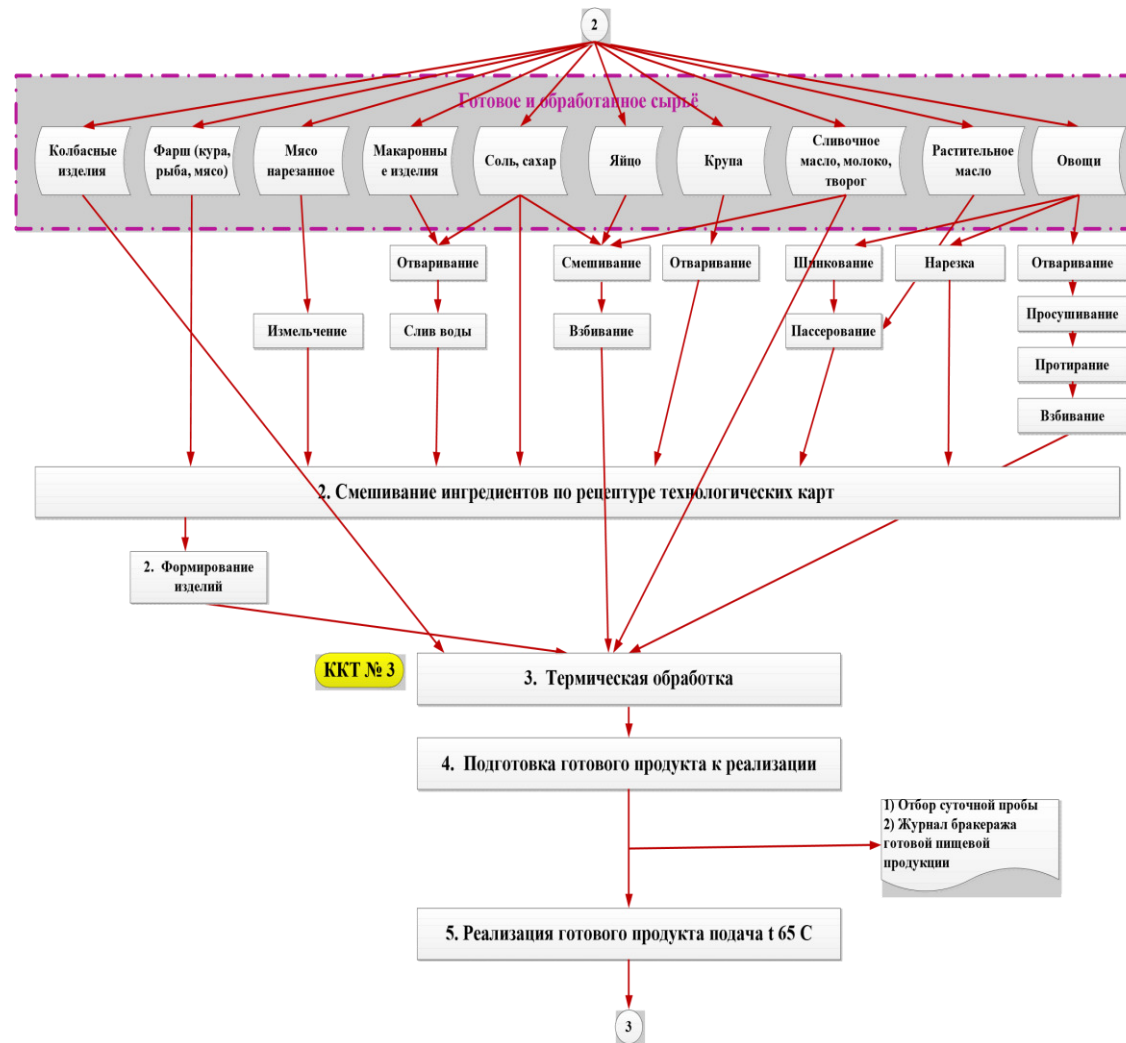 2
Готовое и обработанное сырьё
Колбасные
изделия
Фарш (кура,
рыба, мясо)
Мясо
нарезанное
Макаронны
е изделия
Соль, сахар
Яйцо
Крупа
Сливочное
масло, молоко,
творог
Растительное
масло
Овощи
Отваривание
Смешивание
Отваривание
Шинкование
Нарезка
Отваривание
Измельчение
Слив воды
Взбивание
Пассерование
Просушивание
Протирание
Взбивание
2. Смешивание ингредиентов по рецептуре технологических карт
2. Формирование
изделий
ККТ № 3
3. Термическая обработка
4. Подготовка готового продукта к реализации
1) Отбор суточной пробы
2) Журнал бракеража
готовой пищевой
продукции
5. Реализация готового продукта подача t 65 С
3